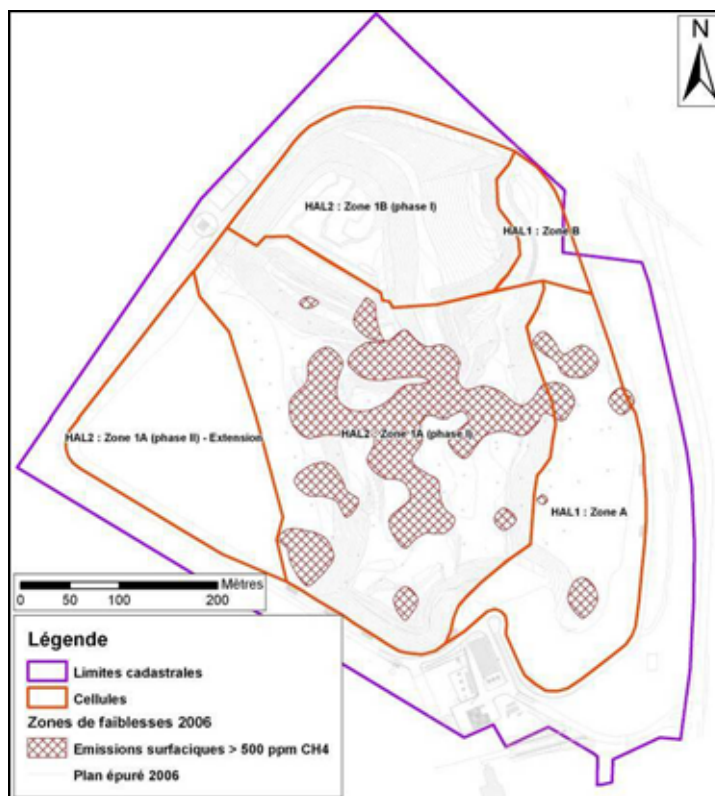 N
HAL2 : Zone 1B (phase I)
HAL1 : Zone B
HAL2 : Zone 1A (phase II) - Extension
HAL2 : Zone 1A (phase I)
HAL1 : Zone A
Mètres
0 50 100 200
Légende
Limites cadastrales
Cellules
Zones de faiblesses 2006
Emissions surfaciques > 500 ppm CH4
Plan épuré 2006